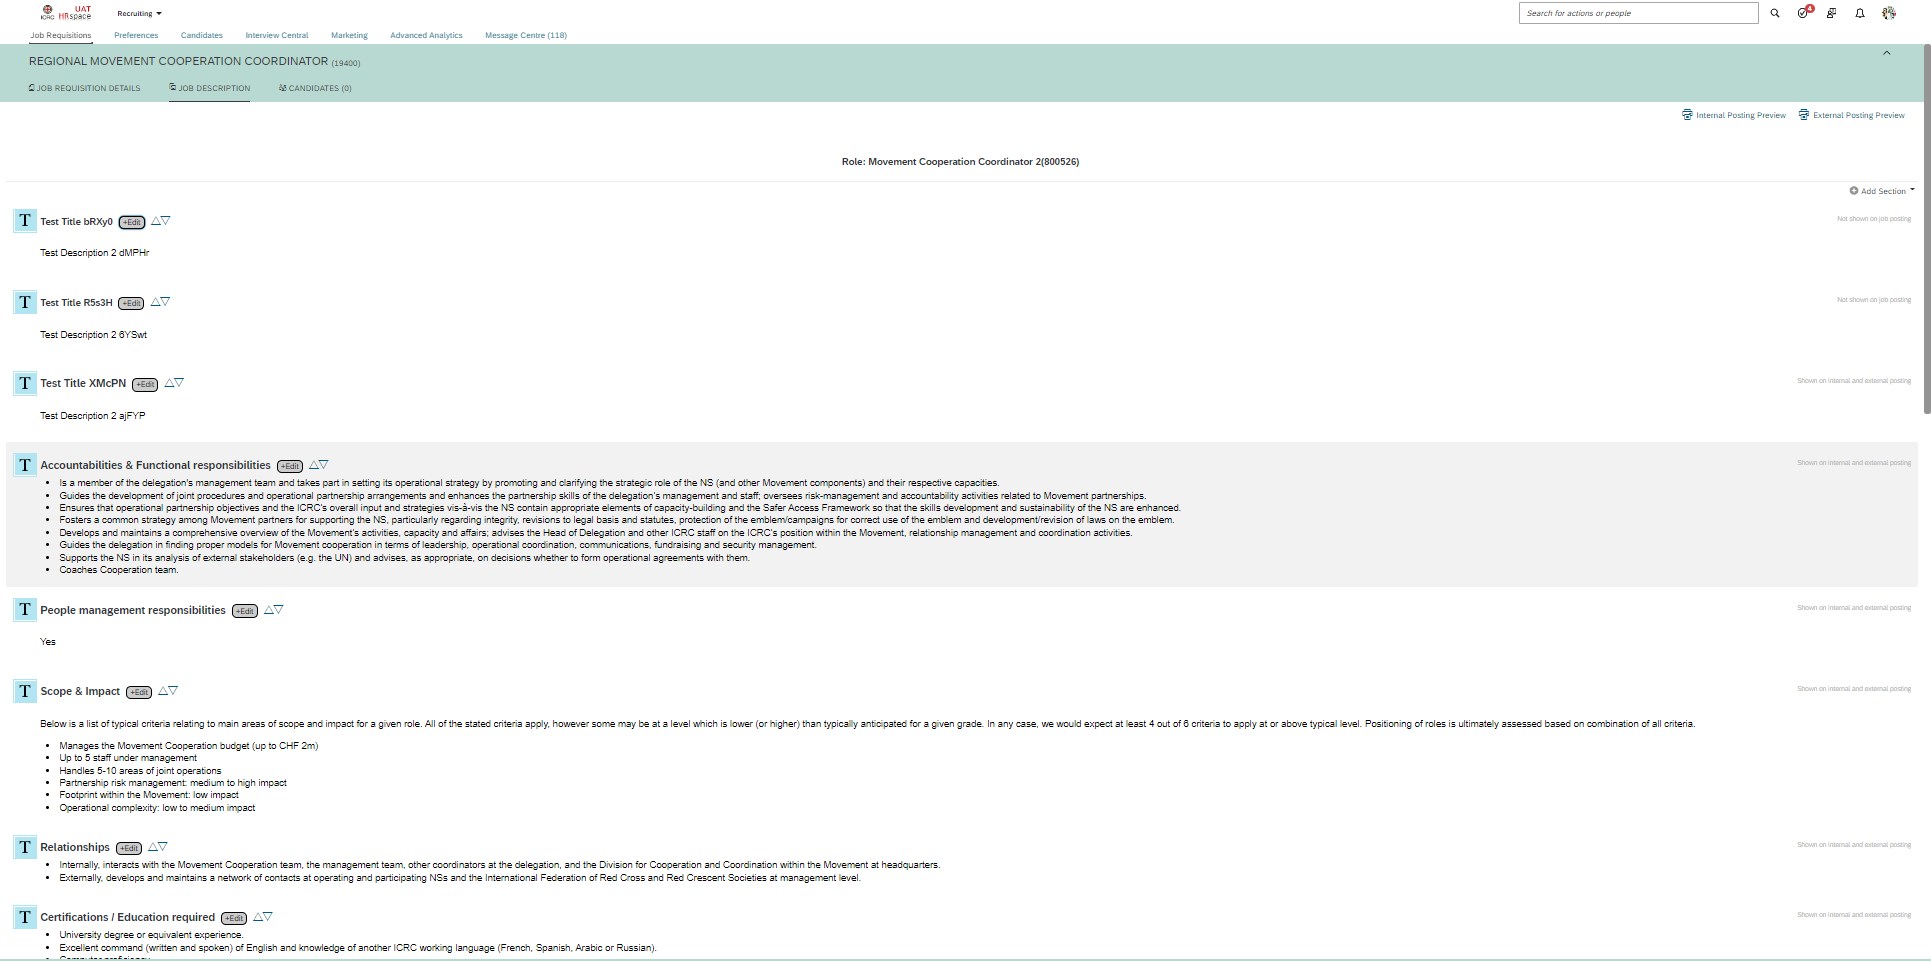 ICRC UAT HRspace Recruiting Search for actions or people 4
Job Requisitions Preferences Candidates Interview Central Marketing Advanced Analytics Message Centre (118)
REGIONAL MOVEMENT COOPERATION COORDINATOR (19400)
JOB REQUISITION DETAILS JOB DESCRIPTION CANDIDATES (0)
Internal Posting Preview External Posting Preview
Role: Movement Cooperation Coordinator 2(800526)
Add Section
T Test Title bRXy0 +Edit Not shown on job posting
Test Description 2 dMPHr
T Test Title R5s3H +Edit Not shown on job posting
Test Description 2 6YSwt
T Test Title XMcPN +Edit Shown on internal and external posting
Test Description 2 ajFYP
T Accountabilities & Functional responsibilities +Edit Shown on internal and external posting
• Is a member of the delegation's management team and takes part in setting its operational strategy by promoting and clarifying the strategic role of the NS (and other Movement components) and their respective capacities.
• Guides the development of joint procedures and operational partnership arrangements and enhances the partnership skills of the delegation's management and staff; oversees risk-management and accountability activities related to Movement partnerships.
• Ensures that operational partnership objectives and the ICRC's overall input and strategies vis-à-vis the NS contain appropriate elements of capacity-building and the Safer Access Framework so that the skills development and sustainability of the NS are enhanced.
• Fosters a common strategy among Movement partners for supporting the NS, particularly regarding integrity, revisions to legal basis and statutes, protection of the emblem/campaigns for correct use of the emblem and development/revision of laws on the emblem.
• Develops and maintains a comprehensive overview of the Movement's activities, capacity and affairs; advises the Head of Delegation and other ICRC staff on the ICRC's position within the Movement, relationship management and coordination activities.
• Guides the delegation in finding proper models for Movement cooperation in terms of leadership, operational coordination, communications, fundraising and security management.
• Supports the NS in its analysis of external stakeholders (e.g. the UN) and advises, as appropriate, on decisions whether to form operational agreements with them.
• Coaches Cooperation team.
T People management responsibilities +Edit Shown on internal and external posting
Yes
T Scope & Impact +Edit Shown on internal and external posting
Below is a list of typical criteria relating to main areas of scope and impact for a given role. All of the stated criteria apply, however some may be at a level which is lower (or higher) than typically anticipated for a given grade. In any case, we would expect at least 4 out of 6 criteria to apply at or above typical level. Positioning of roles is ultimately assessed based on combination of all criteria.
• Manages the Movement Cooperation budget (up to CHF 2m)
• Up to 5 staff under management
• Handles 5-10 areas of joint operations
• Partnership risk management: medium to high impact
• Footprint within the Movement: low impact
• Operational complexity: low to medium impact
T Relationships +Edit Shown on internal and external posting
• Internally, interacts with the Movement Cooperation team, the management team, other coordinators at the delegation, and the Division for Cooperation and Coordination within the Movement at headquarters.
• Externally, develops and maintains a network of contacts at operating and participating NSs and the International Federation of Red Cross and Red Crescent Societies at management level.
T Certifications / Education required +Edit Shown on internal and external posting
• University degree or equivalent experience.
• Excellent command (written and spoken) of English and knowledge of another ICRC working language (French, Spanish, Arabic or Russian).
• Computer proficiency